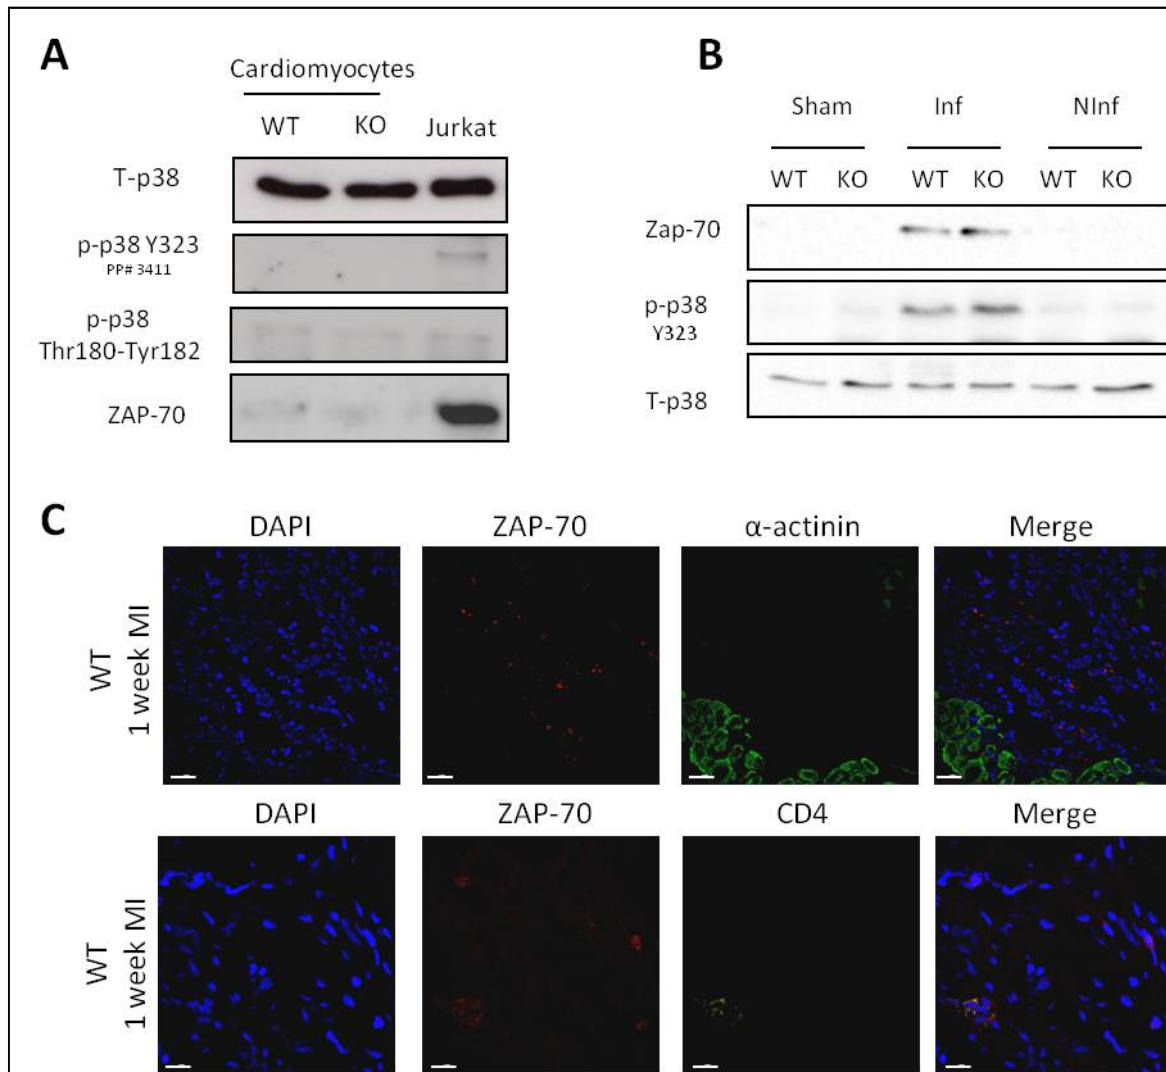 A
Cardiomyocytes
WT KO Jurkat
T-p38
p-p38 Y323
PP# 3411
p-p38
Thr180-Tyr182
ZAP-70
B
Sham Inf NInf
WT KO WT KO WT KO
Zap-70
p-p38
Y323
T-p38
C
DAPI ZAP-70 α-actinin Merge
WT
1 week MI
DAPI ZAP-70 CD4 Merge
WT
1 week MI